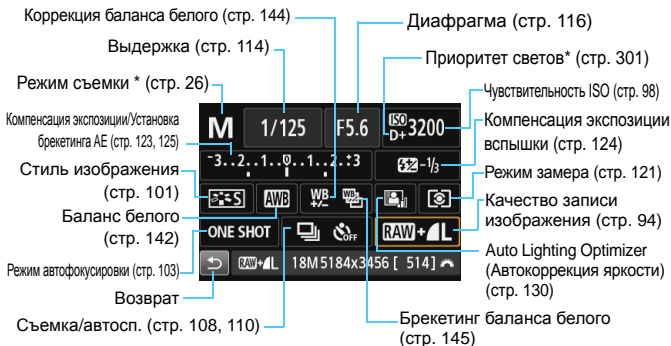 Коррекция баланса белого (стр. 144)
Диафрагма (стр. 116)
Выдержка (стр. 114)
Приоритет светов* (стр. 301)
Режим съемки * (стр. 26)
Чувствительность ISO (стр. 98)
Компенсация экспозиции/Установка
брекетинга AE (стр. 123, 125)
Компенсация экспозиции
вспышки (стр. 124)
Стиль изображения
(стр. 101)
Режим замера (стр. 121)
Баланс белого
(стр. 142)
Качество записи
изображения (стр. 94)
Режим автофокусировки (стр. 103)
Auto Lighting Optimizer
(Автокоррекция яркости)
(стр. 130)
Возврат
Съемка/автосп. (стр. 108, 110)
Брекетинг баланса белого
(стр. 145)
M 1/125 F5.6 ISO D+ 3200
-3..2..1..0..1..2..+3 -1/3
S AWB WB +/- WB
ONE SHOT OFF RAW+L
RAW+L 18M 5184x3456 [ 514]